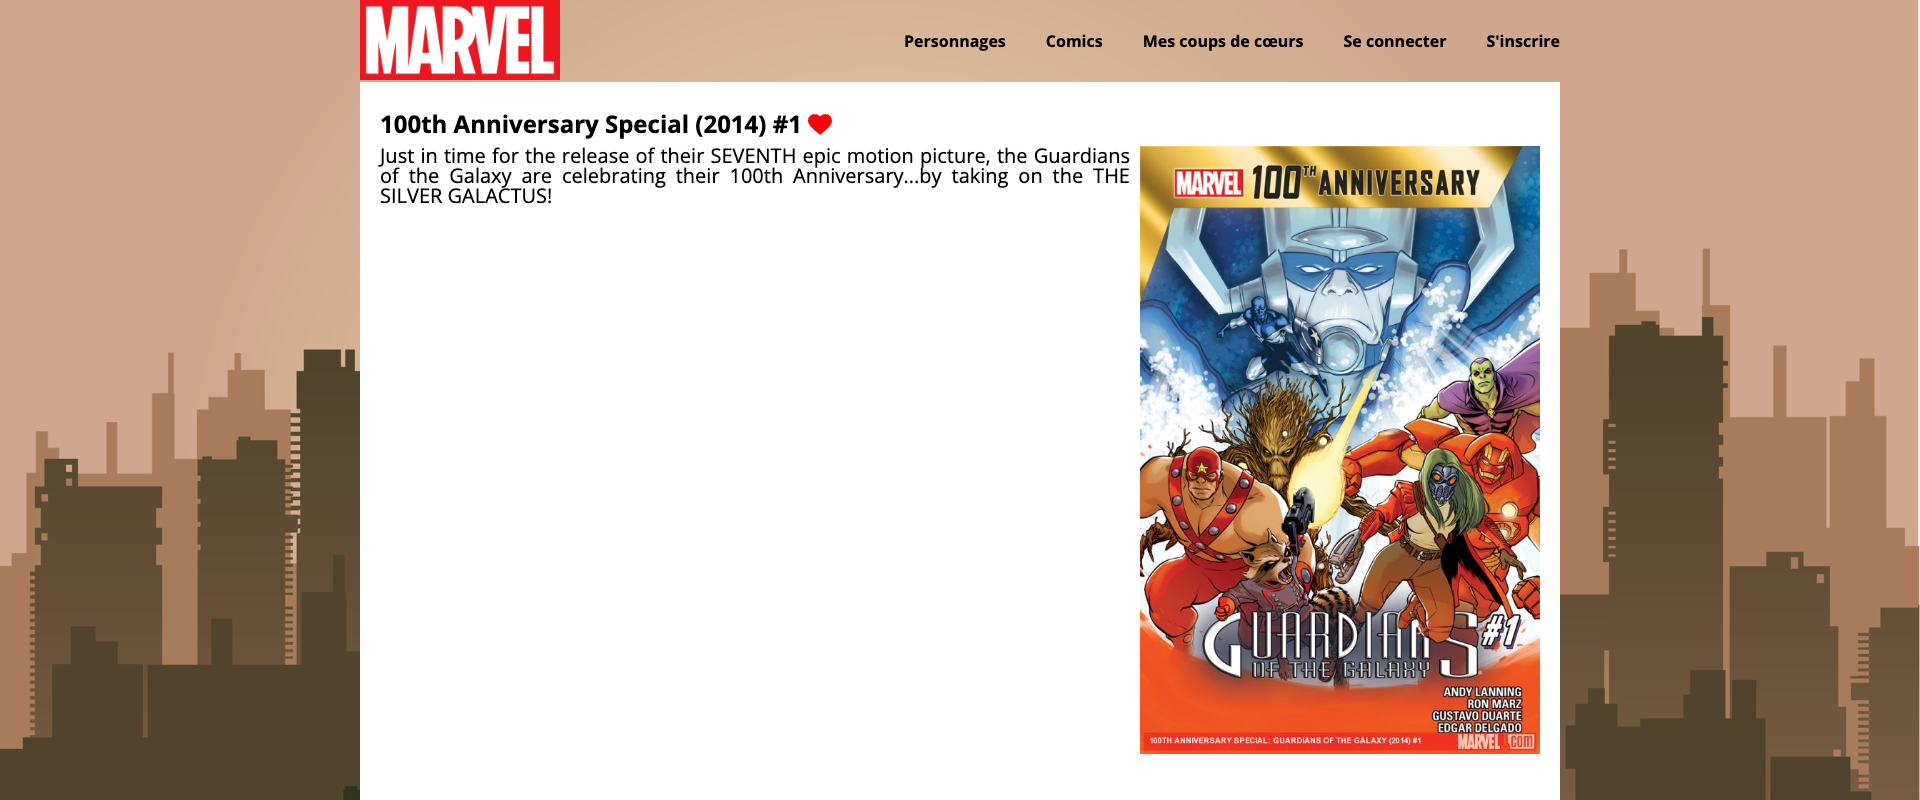 MARVEL
Personnages
Comics
Mes coups de cœurs
Se connecter
S'inscrire
100th Anniversary Special (2014) #1
Just in time for the release of their SEVENTH epic motion picture, the Guardians
of the Galaxy are celebrating their 100th Anniversary...by taking on the THE
SILVER GALACTUS!
MARVEL 100TH ANNIVERSARY
GUARDIANS #1
OF THE GALAXY
ANDY LANNING
RON MARZ
GUSTAVO DUARTE
EDGAR DELGADO
100TH ANNIVERSARY SPECIAL: GUARDIANS OF THE GALAXY (2014) #1
MARVEL.COM